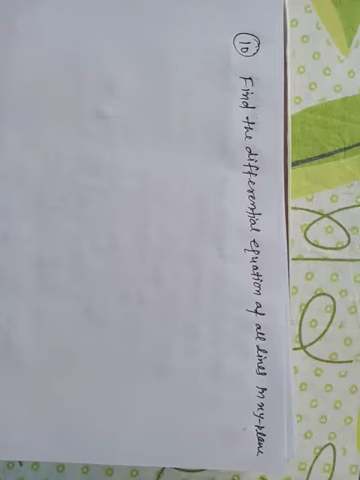 (10) Find the differential equation of all lines in xy-plane